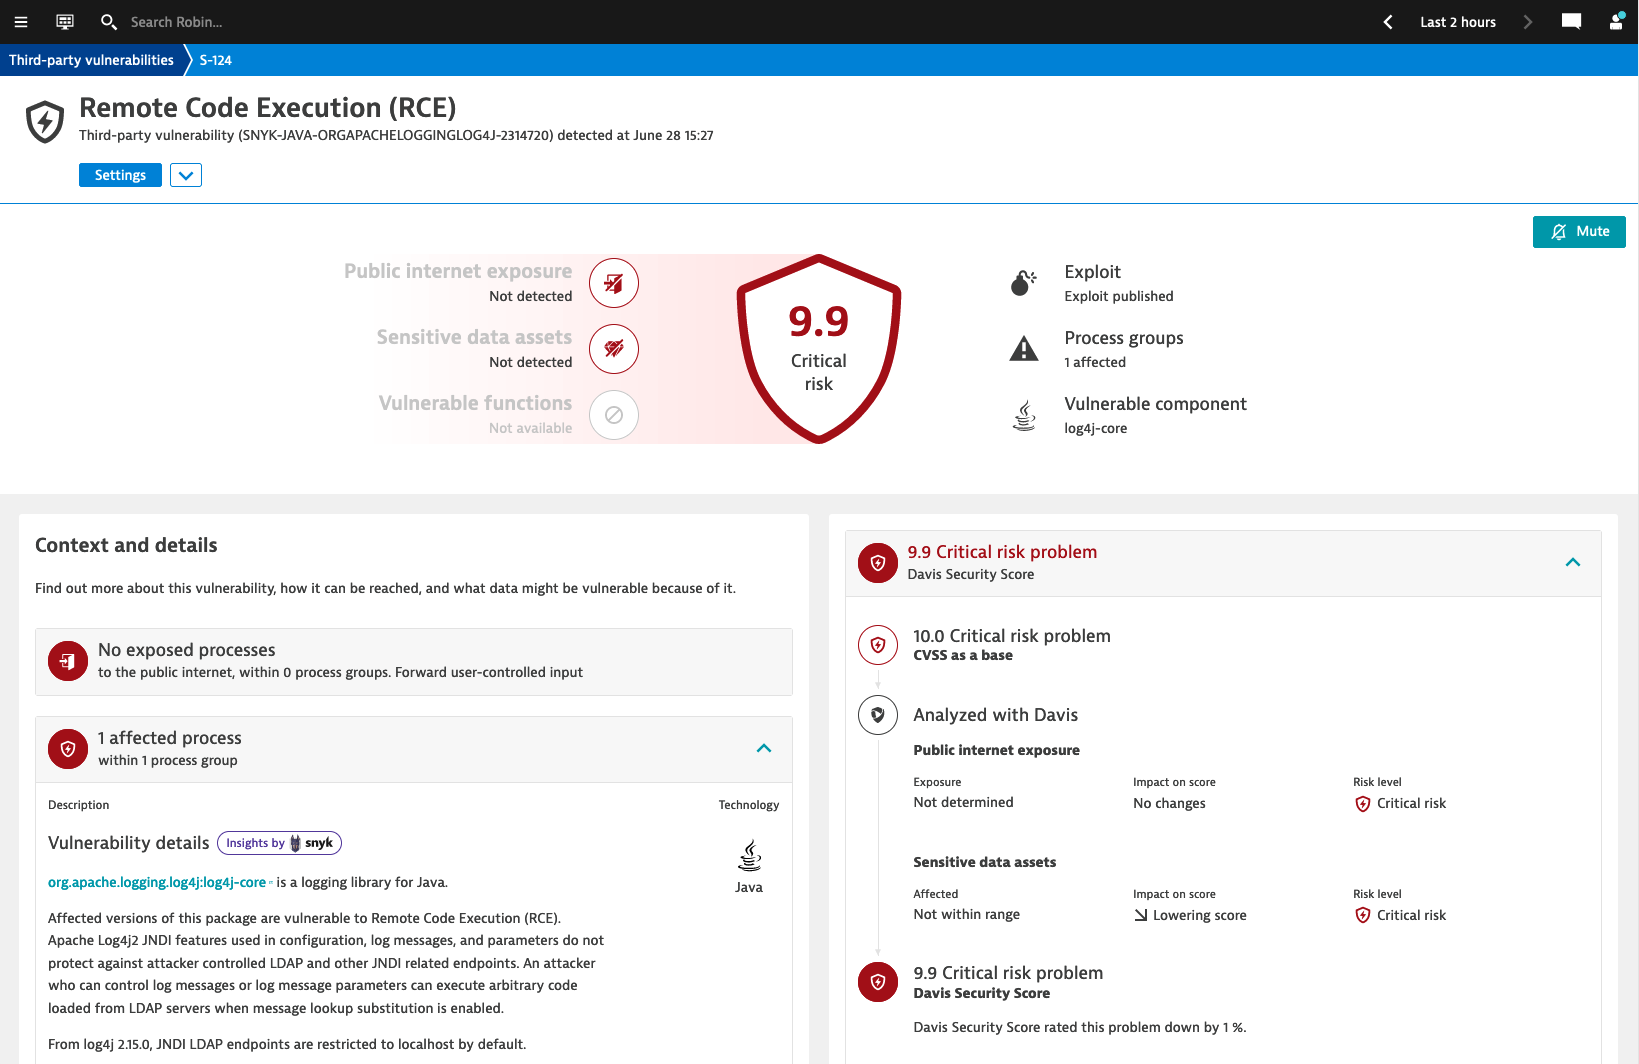 Search Robin...
Last 2 hours
Third-party vulnerabilities
S-124
Remote Code Execution (RCE)
Third-party vulnerability (SNYK-JAVA-ORGAPACHELOGGINGLOG4J-2314720) detected at June 28 15:27
Settings
Mute
Public internet exposure
Not detected
Sensitive data assets
Not detected
Vulnerable functions
Not available
9.9
Critical
risk
Exploit
Exploit published
Process groups
1 affected
Vulnerable component
log4j-core
Context and details
Find out more about this vulnerability, how it can be reached, and what data might be vulnerable because of it.
No exposed processes
to the public internet, within 0 process groups. Forward user-controlled input
1 affected process
within 1 process group
Description
Technology
Vulnerability details
Insights by snyk
Java
org.apache.logging.log4j:log4j-core is a logging library for Java.
Affected versions of this package are vulnerable to Remote Code Execution (RCE).
Apache Log4j2 JNDI features used in configuration, log messages, and parameters do not
protect against attacker controlled LDAP and other JNDI related endpoints. An attacker
who can control log messages or log message parameters can execute arbitrary code
loaded from LDAP servers when message lookup substitution is enabled.
From log4j 2.15.0, JNDI LDAP endpoints are restricted to localhost by default.
9.9 Critical risk problem
Davis Security Score
10.0 Critical risk problem
CVSS as a base
Analyzed with Davis
Public internet exposure
Exposure
Impact on score
Risk level
Not determined
No changes
Critical risk
Sensitive data assets
Affected
Impact on score
Risk level
Not within range
Lowering score
Critical risk
9.9 Critical risk problem
Davis Security Score
Davis Security Score rated this problem down by 1 %.